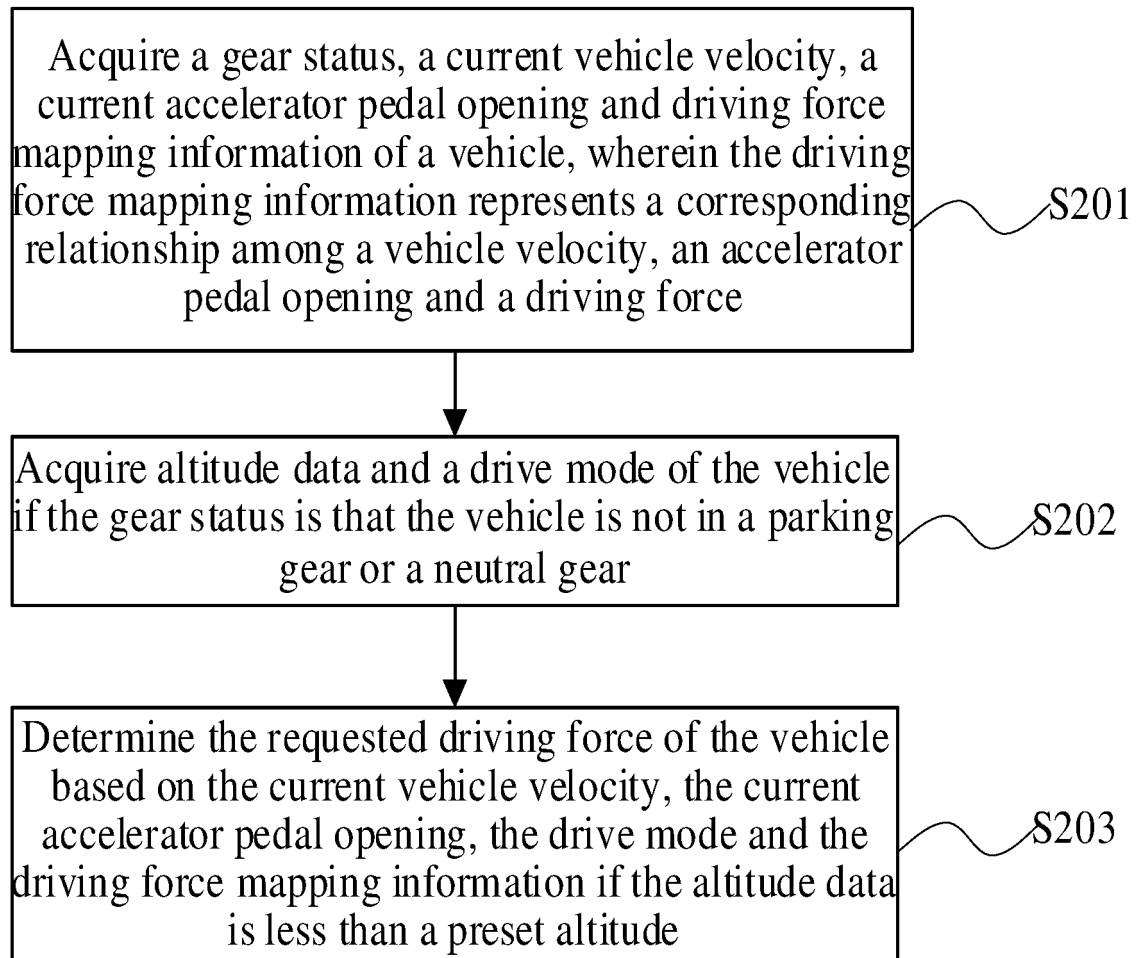 Acquire a gear status, a current vehicle velocity, a
current accelerator pedal opening and driving force
mapping information of a vehicle, wherein the driving
force mapping information represents a corresponding
relationship among a vehicle velocity, an accelerator
pedal opening and a driving force
S201
Acquire altitude data and a drive mode of the vehicle
if the gear status is that the vehicle is not in a parking
gear or a neutral gear
S202
Determine the requested driving force of the vehicle
based on the current vehicle velocity, the current
accelerator pedal opening, the drive mode and the
driving force mapping information if the altitude data
is less than a preset altitude
S203